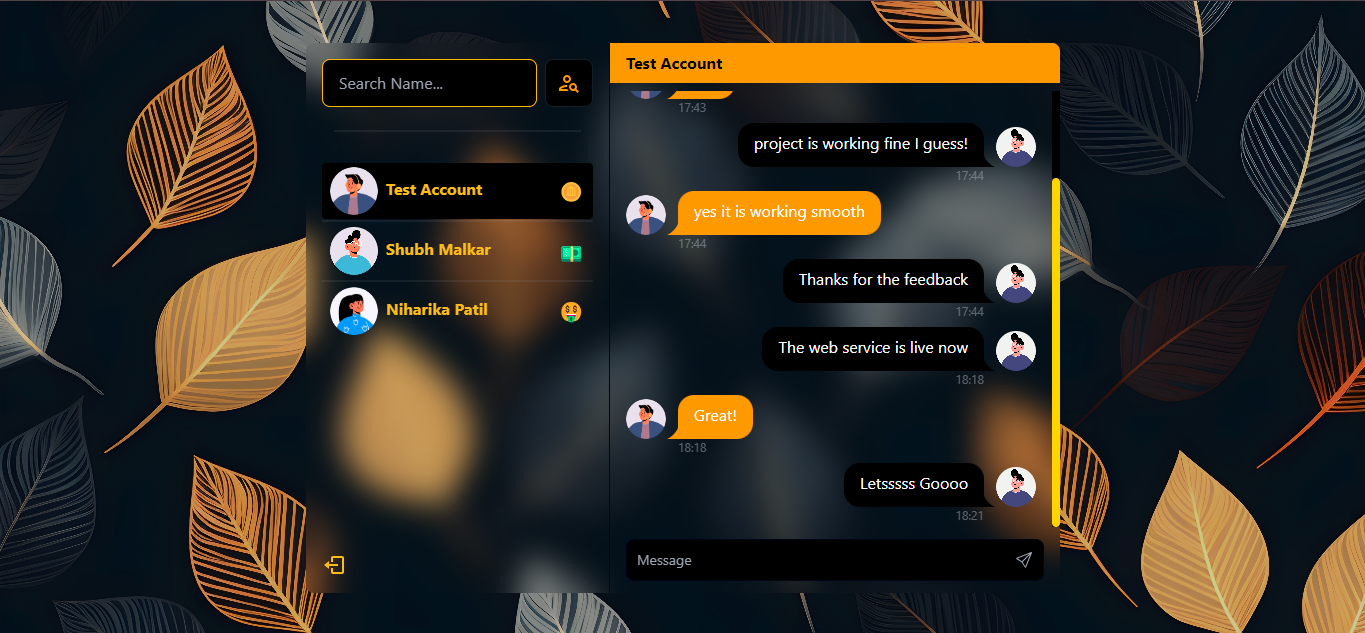 Search Name...
Test Account
Shubh Malkar
Niharika Patil
Test Account
17:43
project is working fine I guess!
17:44
yes it is working smooth
17:44
Thanks for the feedback
17:44
The web service is live now
18:18
Great!
18:18
Letsssss Goooo
18:21
Message